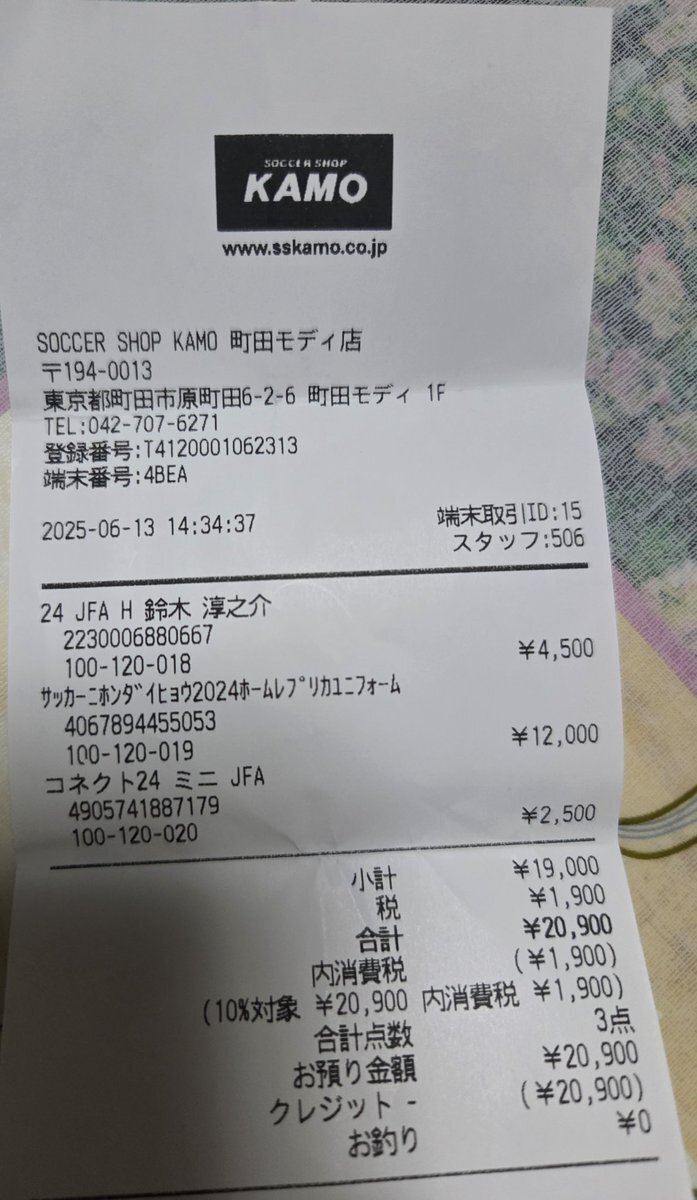 SOCCER SHOP
KAMO
www.sskamo.co.jp
SOCCER SHOP KAMO 町田モディ店
〒194-0013
東京都町田市原町田6-2-6 町田モディ 1F
TEL:042-707-6271
登録番号:T4120001062313
端末番号:4BEA
2025-06-13 14:34:37 端末取引ID:15
スタッフ:506
24 JFA H 鈴木 淳之介
2230006880667
100-120-018 ¥4,500
ｻｯｶｰﾆﾎﾝﾀﾞｲﾋｮｳ2024ﾎｰﾑﾚﾌﾟﾘｶﾕﾆﾌｫｰﾑ
4067894455053
100-120-019 ¥12,000
コネクト24 ミニ JFA
4905741887179
100-120-020 ¥2,500
小計 ¥19,000
税 ¥1,900
合計 ¥20,900
内消費税 (¥1,900)
(10%対象 ¥20,900 内消費税 ¥1,900)
合計点数 3点
お預り金額 ¥20,900
クレジット - (¥20,900)
お釣り ¥0